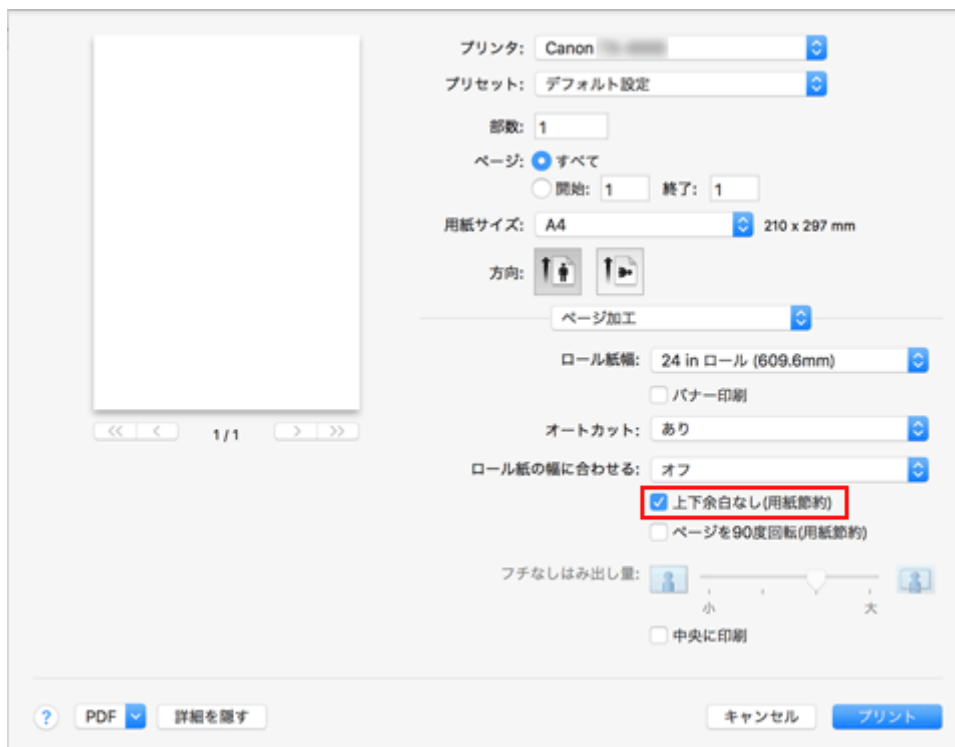 プリンタ: Canon
プリセット: デフォルト設定
部数: 1
ページ: すべて
開始: 1 終了: 1
用紙サイズ: A4 210 x 297 mm
方向:
ページ加工
ロール紙幅: 24 in ロール (609.6mm)
バナー印刷
オートカット: あり
ロール紙の幅に合わせる: オフ
上下余白なし(用紙節約)
ページを90度回転(用紙節約)
フチなしはみ出し量:
小 大
中央に印刷
<< < 1 / 1 > >>
? PDF 詳細を隠す キャンセル プリント